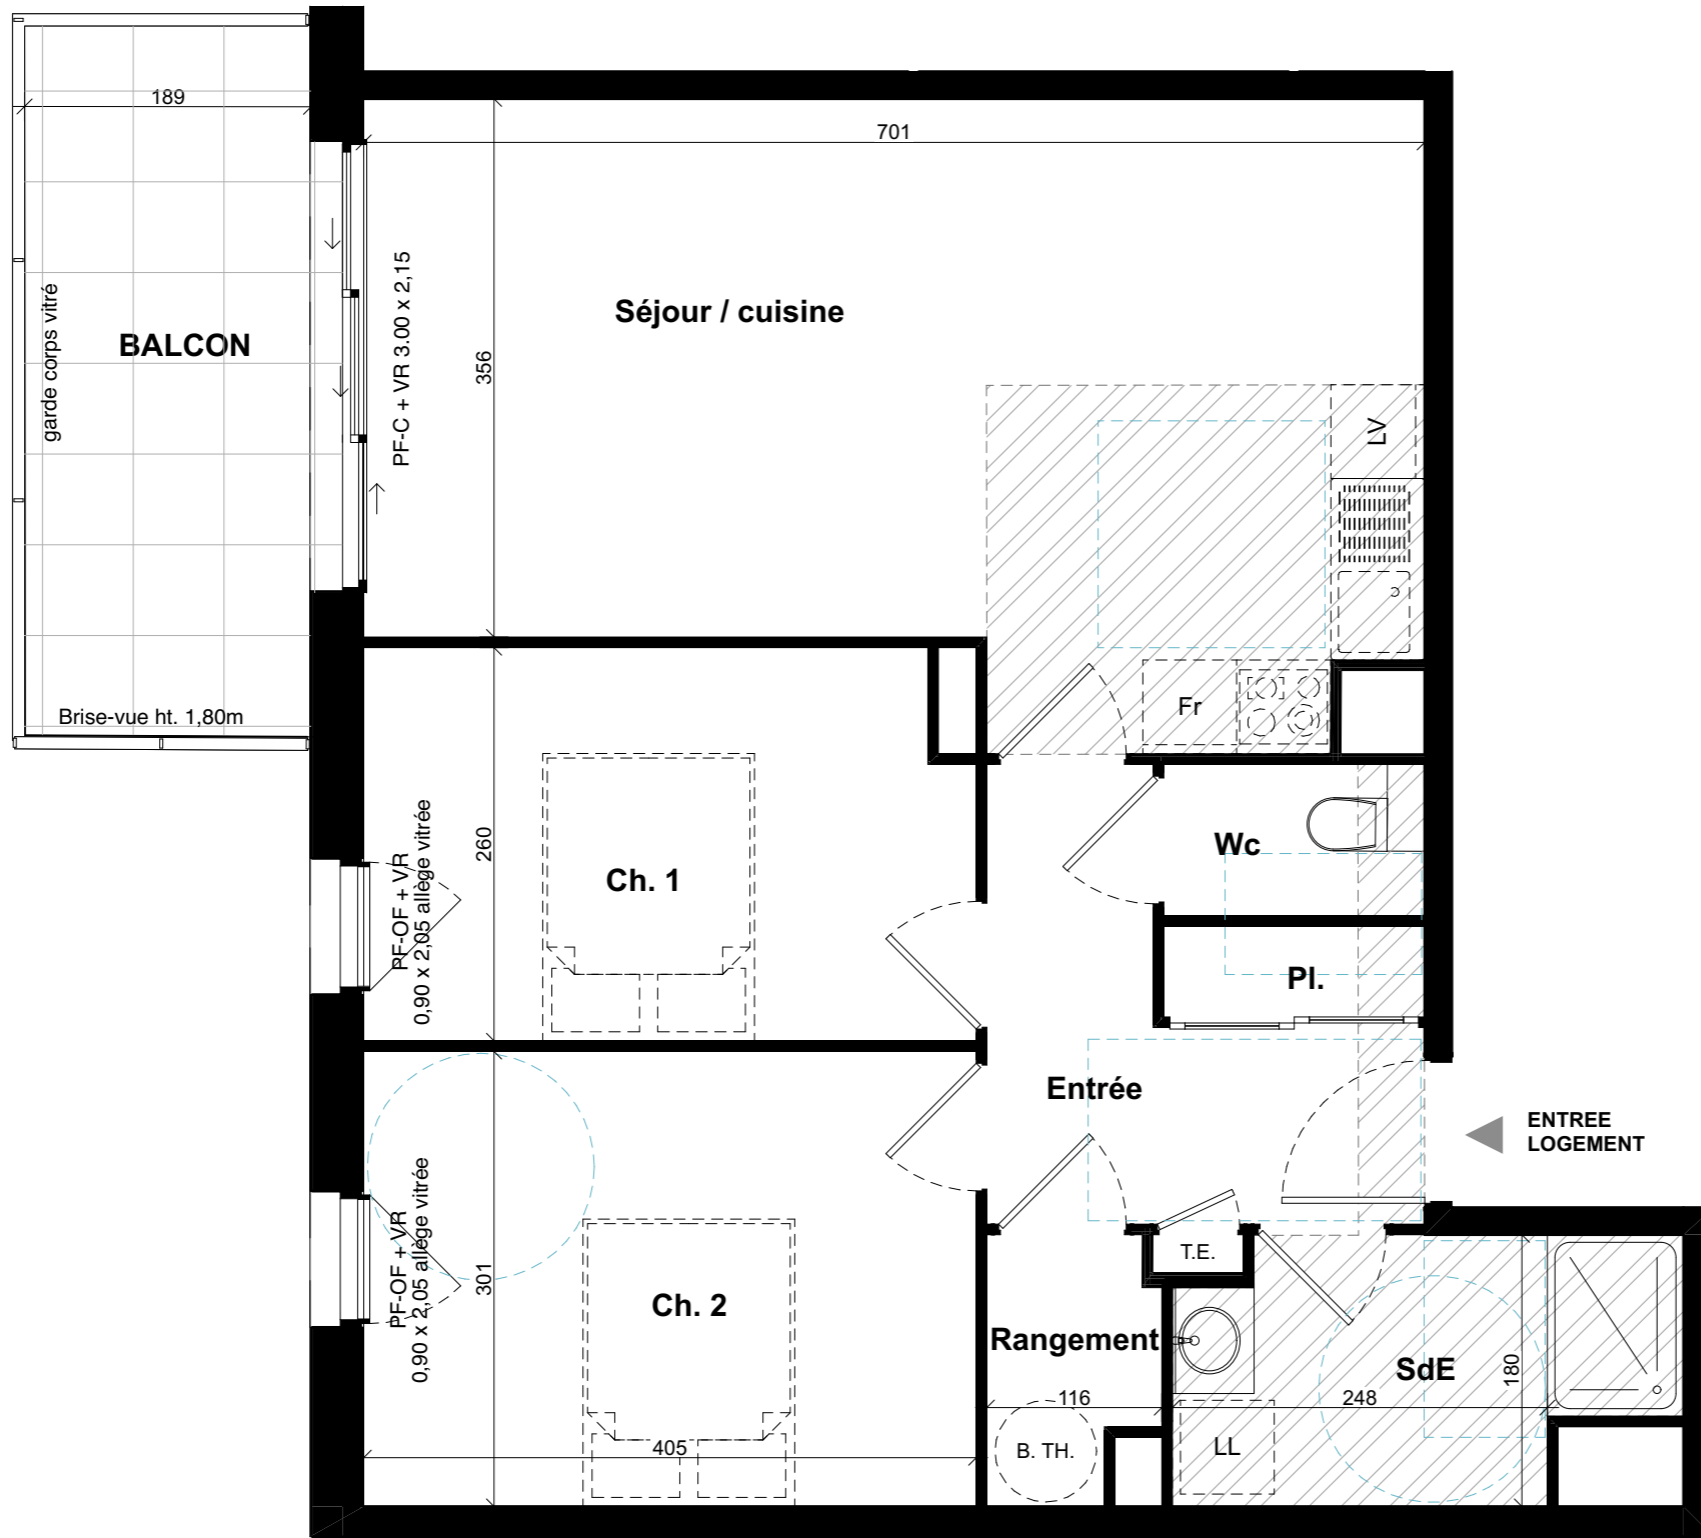 189
701
garde corps vitré
BALCON
PF-C + VR 3.00 x 2,15
Séjour / cuisine
356
LV
Brise-vue ht. 1,80m
Fr
260
PF-OF + VR
0,90 x 2,05 allège vitrée
Ch. 1
Wc
Pl.
Entrée
ENTREE
LOGEMENT
PF-OF + VR
0,90 x 2,05 allège vitrée
301
Ch. 2
T.E.
Rangement
SdE
180
116
248
405
B. TH.
LL